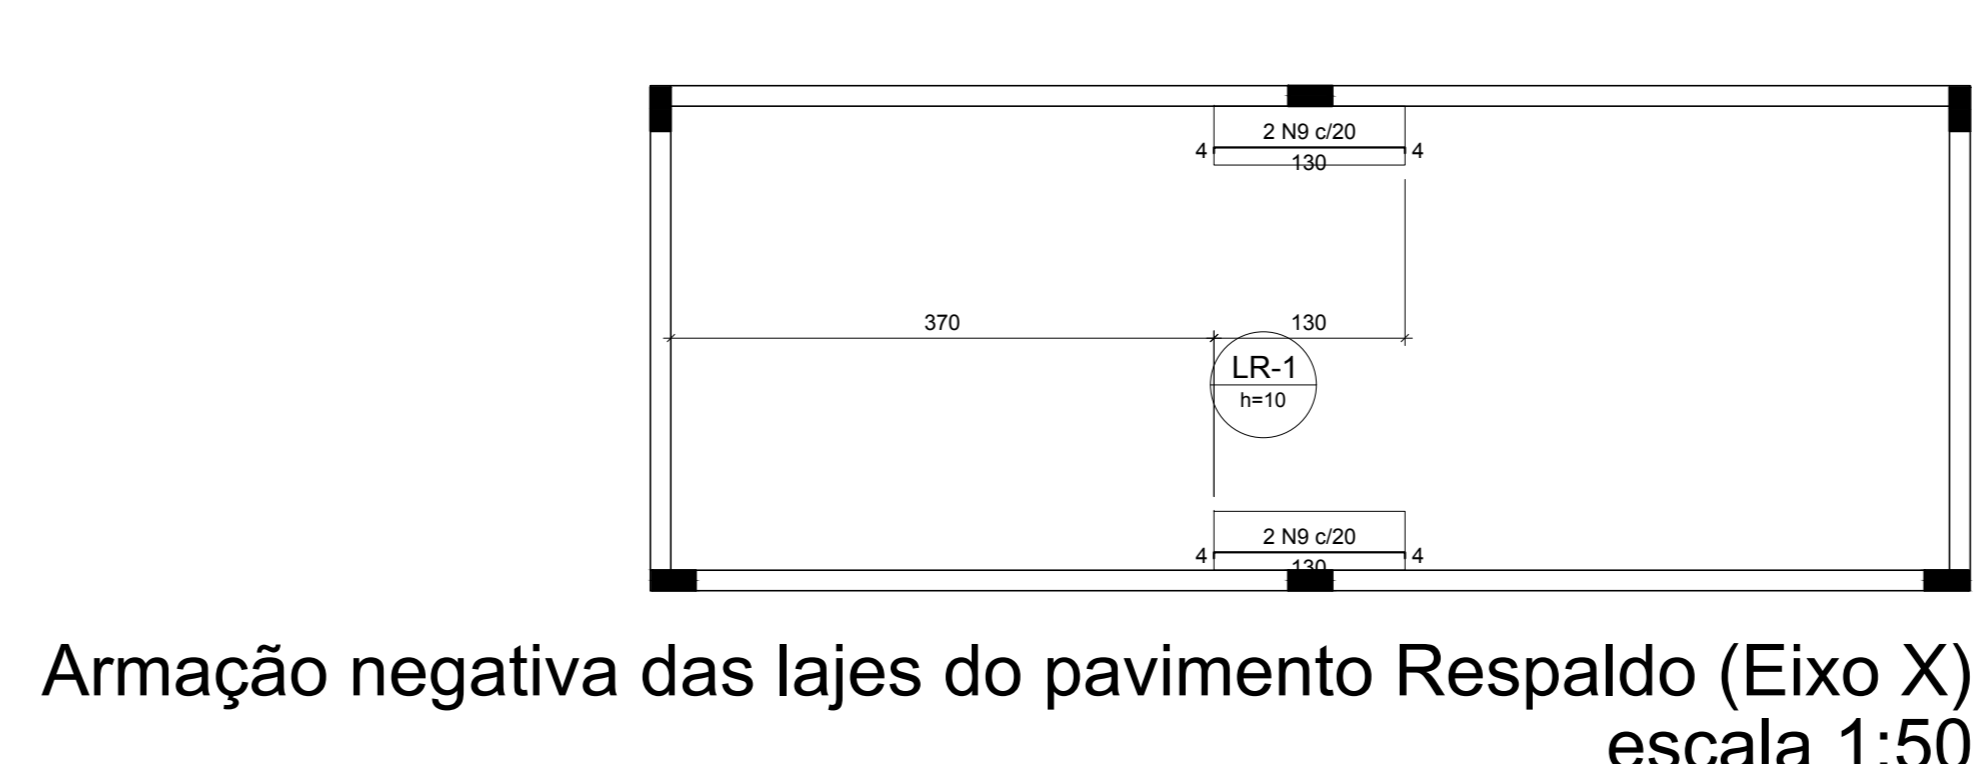 2 N9 c/20
4 4
130
370 130
LR-1
h=10
2 N9 c/20
4 4
130
Armação negativa das lajes do pavimento Respaldo (Eixo X)
escala 1:50